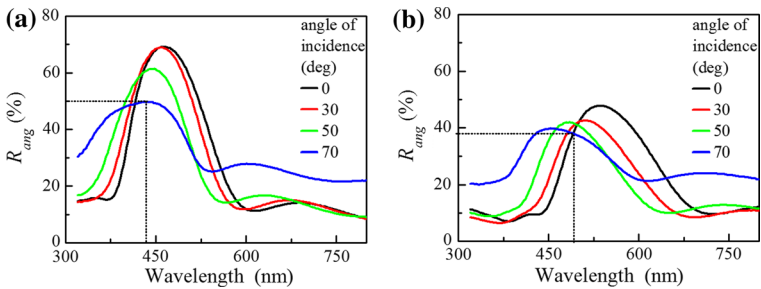 (a)
80
60
40
20
0
R_ang (%)
300
450
600
750
Wavelength (nm)
angle of
incidence
(deg)
0
30
50
70
(b)
80
60
40
20
0
R_ang (%)
300
450
600
750
Wavelength (nm)
angle of
incidence
(deg)
0
30
50
70